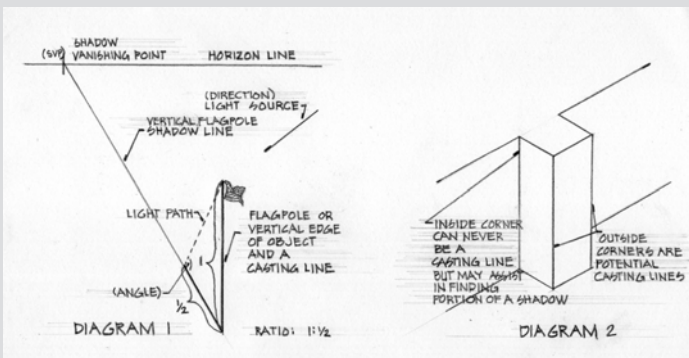 SHADOW
(SVP) VANISHING POINT
HORIZON LINE
(DIRECTION)
LIGHT SOURCE
VERTICAL FLAGPOLE
SHADOW LINE
LIGHT PATH
1
FLAGPOLE OR
VERTICAL EDGE
OF OBJECT
AND A
CASTING LINE
(ANGLE)
1/2
DIAGRAM 1
RATIO: 1:1/2
INSIDE CORNER
CAN NEVER
BE A
CASTING LINE
BUT MAY ASSIST
IN FINDING
PORTION OF A SHADOW
OUTSIDE
CORNERS ARE
POTENTIAL
CASTING LINES
DIAGRAM 2